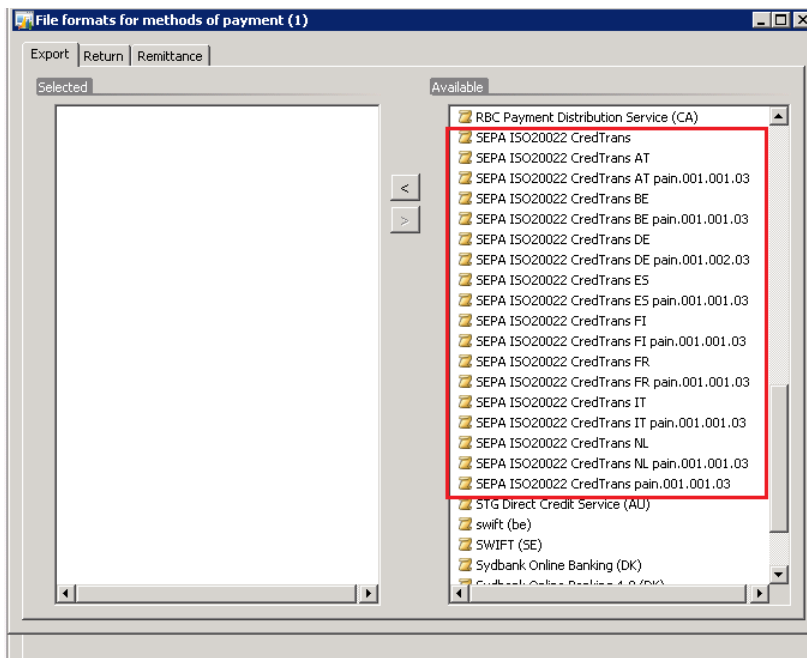 File formats for methods of payment (1)
Export
Return
Remittance
Selected
Available
<
>
RBC Payment Distribution Service (CA)
SEPA ISO20022 CredTrans
SEPA ISO20022 CredTrans AT
SEPA ISO20022 CredTrans AT pain.001.001.03
SEPA ISO20022 CredTrans BE
SEPA ISO20022 CredTrans BE pain.001.001.03
SEPA ISO20022 CredTrans DE
SEPA ISO20022 CredTrans DE pain.001.002.03
SEPA ISO20022 CredTrans ES
SEPA ISO20022 CredTrans ES pain.001.001.03
SEPA ISO20022 CredTrans FI
SEPA ISO20022 CredTrans FI pain.001.001.03
SEPA ISO20022 CredTrans FR
SEPA ISO20022 CredTrans FR pain.001.001.03
SEPA ISO20022 CredTrans IT
SEPA ISO20022 CredTrans IT pain.001.001.03
SEPA ISO20022 CredTrans NL
SEPA ISO20022 CredTrans NL pain.001.001.03
SEPA ISO20022 CredTrans pain.001.001.03
STG Direct Credit Service (AU)
swift (be)
SWIFT (SE)
Sydbank Online Banking (DK)